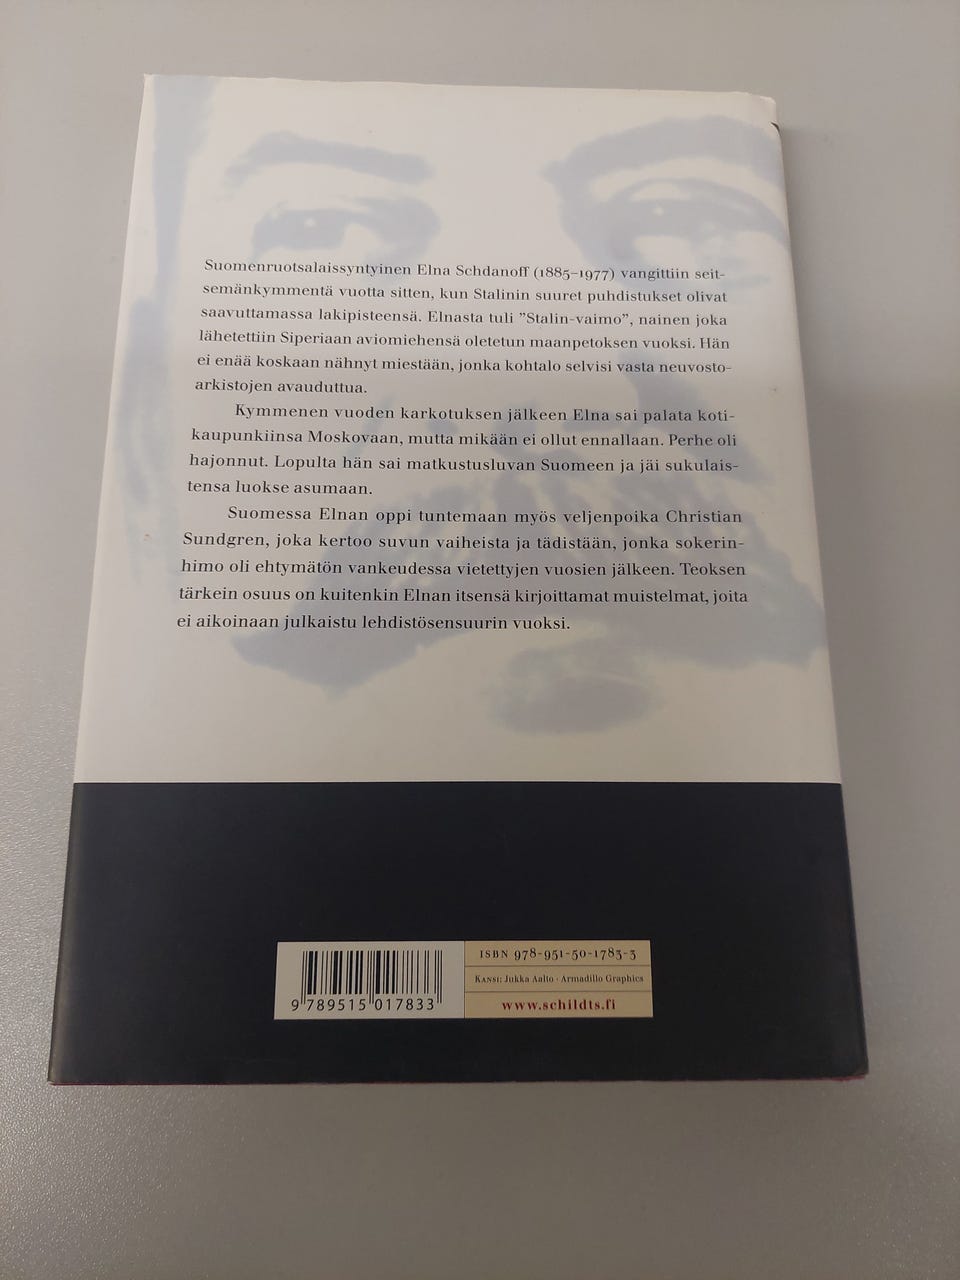 Suomenruotsalaissyntyinen Elna Schdanoff (1885–1977) vangittiin seit-
semänkymmentä vuotta sitten, kun Stalinin suuret puhdistukset olivat
saavuttamassa lakipisteensä. Elnasta tuli ”Stalin-vaimo”, nainen joka
lähetettiin Siperiaan aviomiehensä oletetun maanpetoksen vuoksi. Hän
ei enää koskaan nähnyt miestään, jonka kohtalo selvisi vasta neuvosto-
arkistojen avauduttua.
Kymmenen vuoden karkotuksen jälkeen Elna sai palata koti-
kaupunkiinsa Moskovaan, mutta mikään ei ollut ennallaan. Perhe oli
hajonnut. Lopulta hän sai matkustusluvan Suomeen ja jäi sukulais-
tensa luokse asumaan.
Suomessa Elnan oppi tuntemaan myös veljenpoika Christian
Sundgren, joka kertoo suvun vaiheista ja tädistään, jonka sokerin-
himo oli ehtymätön vankeudessa vietettyjen vuosien jälkeen. Teoksen
tärkein osuus on kuitenkin Elnan itsensä kirjoittamat muistelmat, joita
ei aikoinaan julkaistu lehdistösensuurin vuoksi.
ISBN 978-951-50-1783-3
Kansi: Jukka Aalto · Armadillo Graphics
www.schildts.fi
9 789515 017833